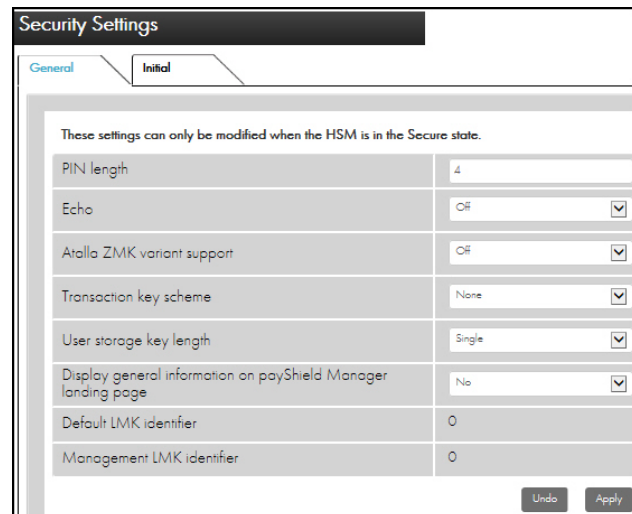 Security Settings
General Initial
These settings can only be modified when the HSM is in the Secure state.
PIN length 4
Echo Off
Atalla ZMK variant support Off
Transaction key scheme None
User storage key length Single
Display general information on payShield Manager
landing page No
Default LMK identifier 0
Management LMK identifier 0
Undo Apply